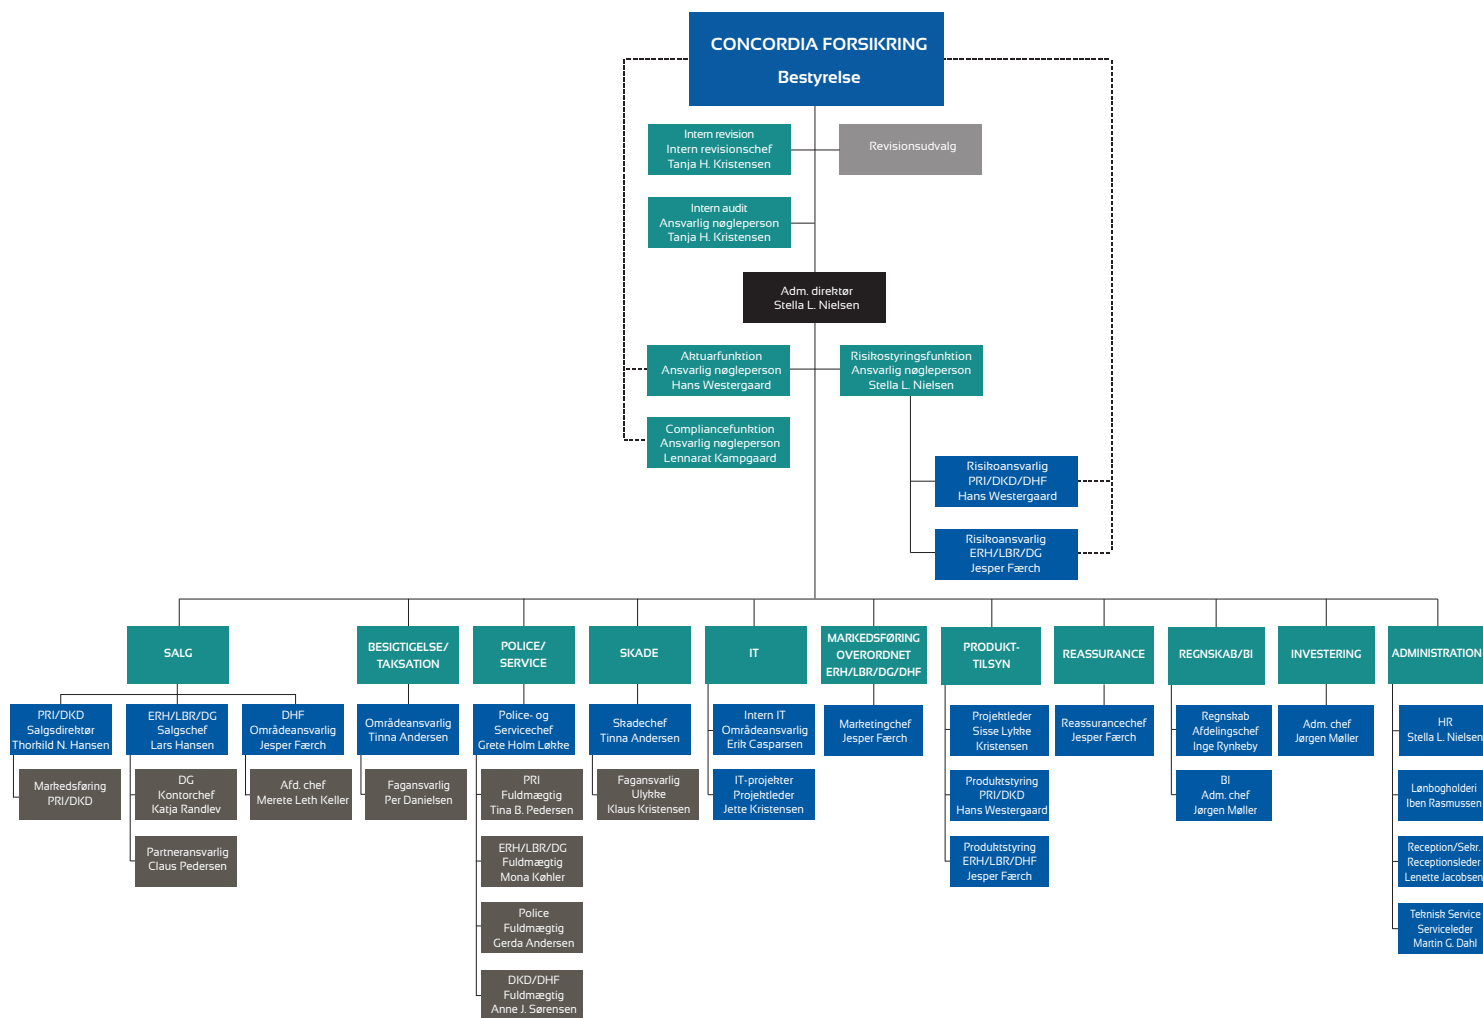 CONCORDIA FORSIKRING
Bestyrelse
Intern revision
Intern revisionschef
Tanja H. Kristensen
Revisionsudvalg
Intern audit
Ansvarlig nøgleperson
Tanja H. Kristensen
Adm. direktør
Stella L. Nielsen
Aktuarfunktion
Ansvarlig nøgleperson
Hans Westergaard
Risikostyringsfunktion
Ansvarlig nøgleperson
Stella L. Nielsen
Compliancefunktion
Ansvarlig nøgleperson
Lennarat Kampgaard
Risikoansvarlig
PRI/DKD/DHF
Hans Westergaard
Risikoansvarlig
ERH/LBR/DG
Jesper Færch
SALG
PRI/DKD
Salgsdirektør
Thorkild N. Hansen
Markedsføring
PRI/DKD
ERH/LBR/DG
Salgschef
Lars Hansen
DG
Kontorchef
Katja Randlev
Partneransvarlig
Claus Pedersen
DHF
Områdeansvarlig
Jesper Færch
Afd. chef
Merete Leth Keller
BESIGTIGELSE/
TAKSATION
Områdeansvarlig
Tinna Andersen
Fagansvarlig
Per Danielsen
POLICE/
SERVICE
Police- og
Servicechef
Grete Holm Løkke
PRI
Fuldmægtig
Tina B. Pedersen
ERH/LBR/DG
Fuldmægtig
Mona Køhler
Police
Fuldmægtig
Gerda Andersen
DKD/DHF
Fuldmægtig
Anne J. Sørensen
SKADE
Skadechef
Tinna Andersen
Fagansvarlig
Ulykke
Klaus Kristensen
IT
Intern IT
Områdeansvarlig
Erik Casparsen
IT-projekter
Projektleder
Jette Kristensen
MARKEDSFØRING
OVERORDNET
ERH/LBR/DG/DHF
Marketingchef
Jesper Færch
PRODUKT-
TILSYN
Projektleder
Sisse Lykke
Kristensen
Produktstyring
PRI/DKD
Hans Westergaard
Produktstyring
ERH/LBR/DHF
Jesper Færch
REASSURANCE
Reassurancechef
Jesper Færch
REGNSKAB/BI
Regnskab
Afdelingschef
Inge Rynkeby
BI
Adm. chef
Jørgen Møller
INVESTERING
Adm. chef
Jørgen Møller
ADMINISTRATION
HR
Stella L. Nielsen
Lønbogholderi
Iben Rasmussen
Reception/Sekr.
Receptionsleder
Lenette Jacobsen
Teknisk Service
Serviceleder
Martin G. Dahl